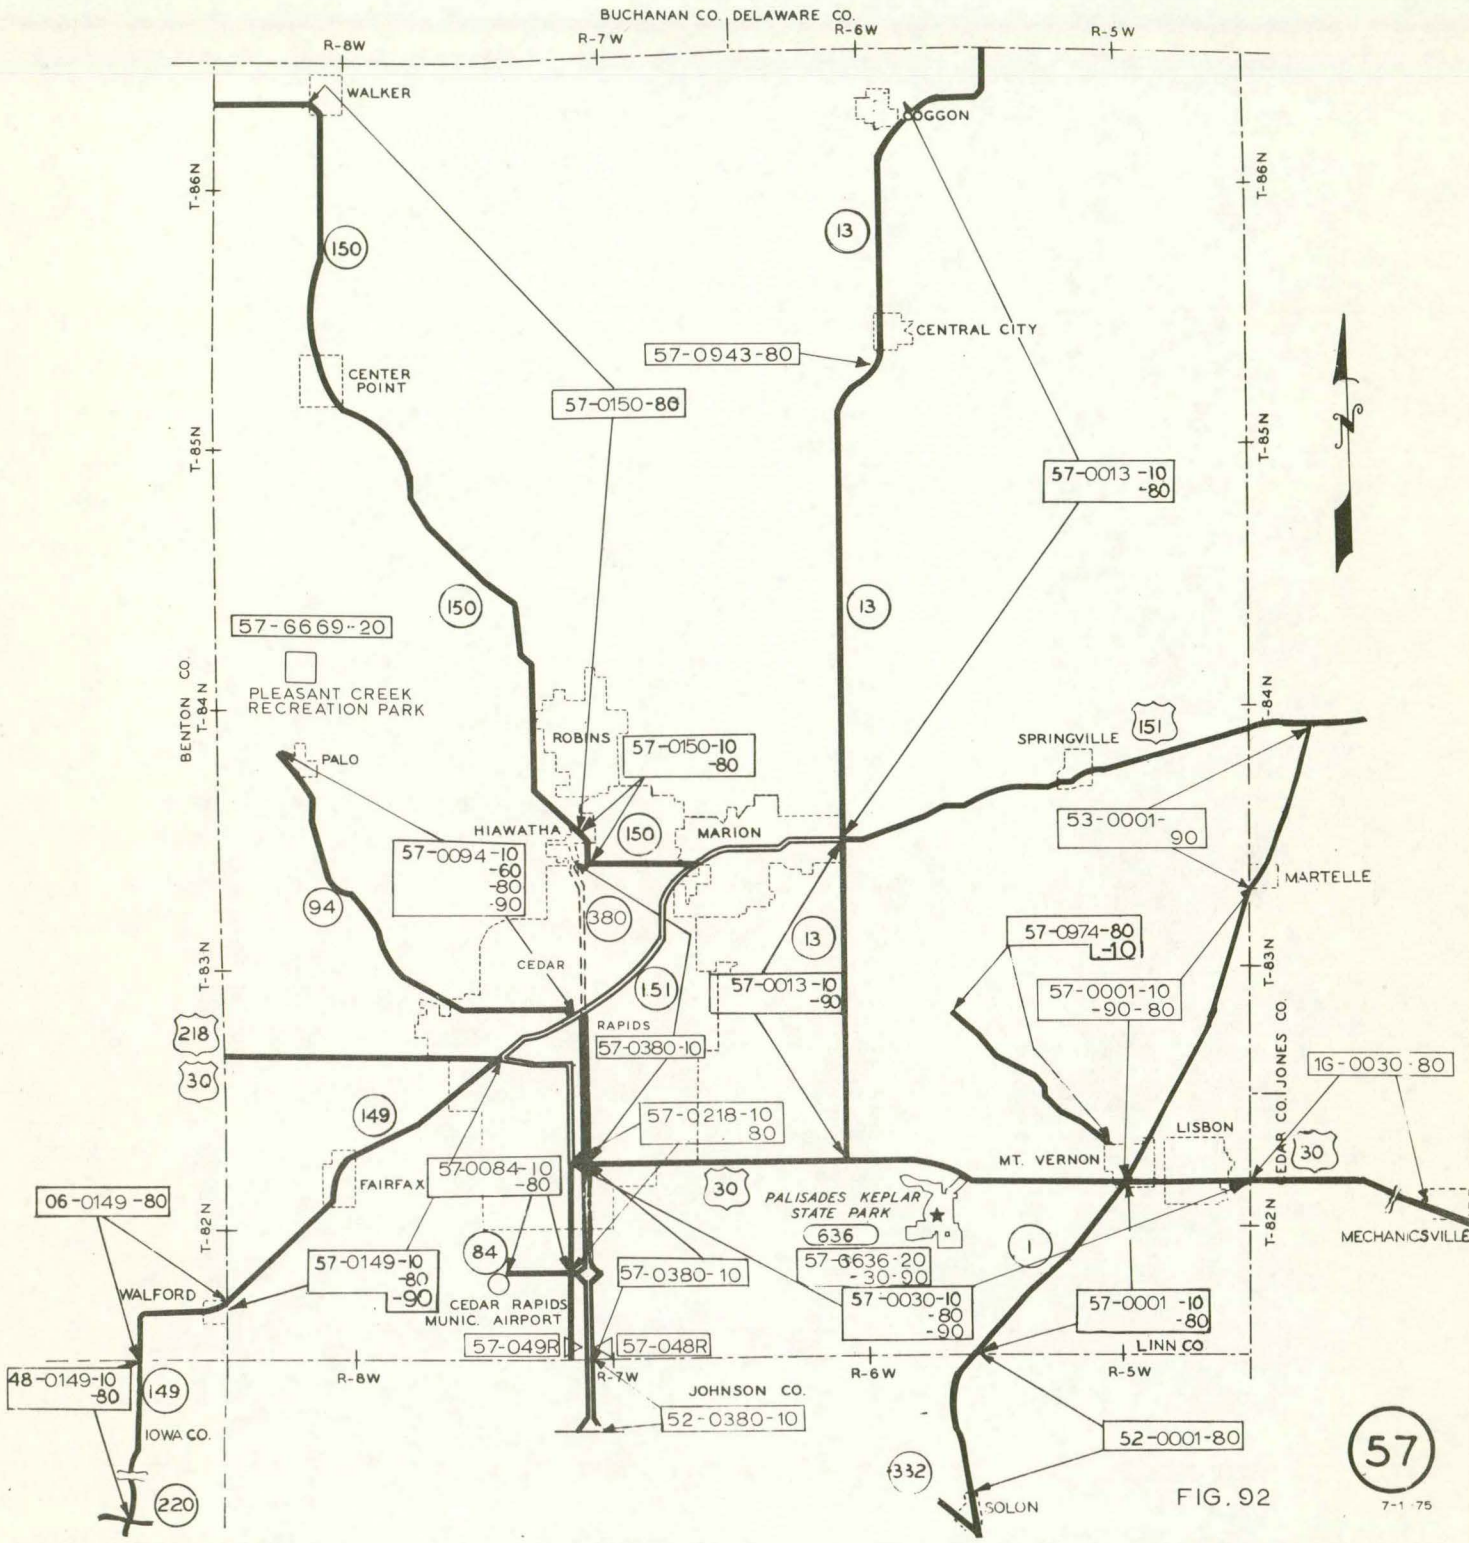 BUCHANAN CO. DELAWARE CO.
R-8W
R-7W
R-6W
R-5W
WALKER
COGGON
T-86N
T-86N
150
13
CENTRAL CITY
57-0943-80
CENTER
POINT
57-0150-80
T-85N
T-85N
N
57-0013-10
-80
150
13
57-6669-20
PLEASANT CREEK
RECREATION PARK
BENTON CO.
T-84N
T-84N
151
SPRINGVILLE
ROBINS
57-0150-10
-80
PALO
53-0001-
90
HIAWATHA
150
MARION
57-0094-10
-60
-80
-90
MARTELLE
94
380
13
57-0974-80
-10
T-83N
T-83N
CEDAR
151
57-0013-10
-90
57-0001-10
-90-80
218
RAPIDS
57-0380-10
30
CEDAR CO. JONES CO.
16-0030-80
149
57-0218-10
80
LISBON
MT. VERNON
30
57-0084-10
-80
FAIRFAX
30
PALISADES KEPLAR
STATE PARK
636
06-0149-80
T-82N
T-82N
MECHANICSVILLE
84
1
57-0149-10
-80
-90
57-0380-10
57-6636-20
-30-90
57-0030-10
-80
-90
57-0001-10
-80
WALFORD
CEDAR RAPIDS
MUNIC. AIRPORT
57-049R
57-048R
LINN CO
48-0149-10
-80
149
R-8W
R-7W
R-6W
R-5W
JOHNSON CO.
52-0380-10
IOWA CO.
52-0001-80
57
332
220
SOLON
FIG. 92
7-1-75